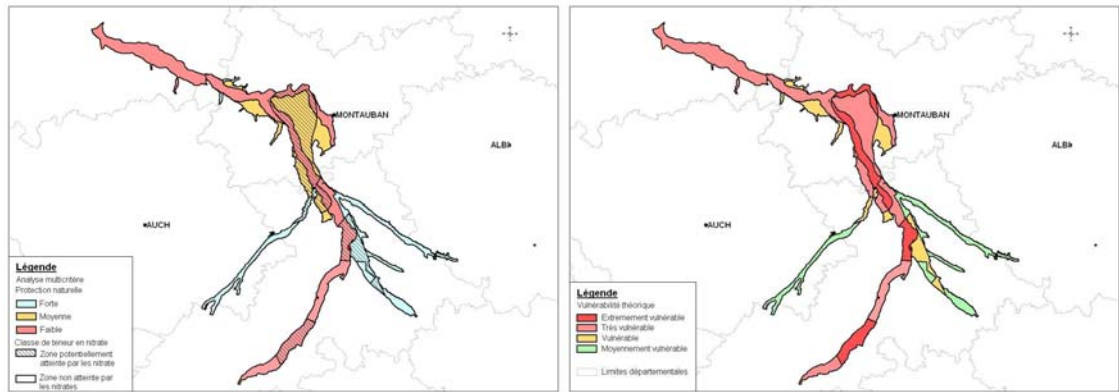 MONTAUBAN
ALBI
AUCH
Légende
Analyse multicritère
Protection naturelle
Forte
Moyenne
Faible
Classe de teneur en nitrate
Zone potentiellement
atteinte par les nitrate
Zone non atteinte par
les nitrates
MONTAUBAN
ALBI
AUCH
Légende
Vulnérabilité théorique
Extremement vulnérable
Très vulnérable
Vulnérable
Moyennement vulnérable
Limites départementales